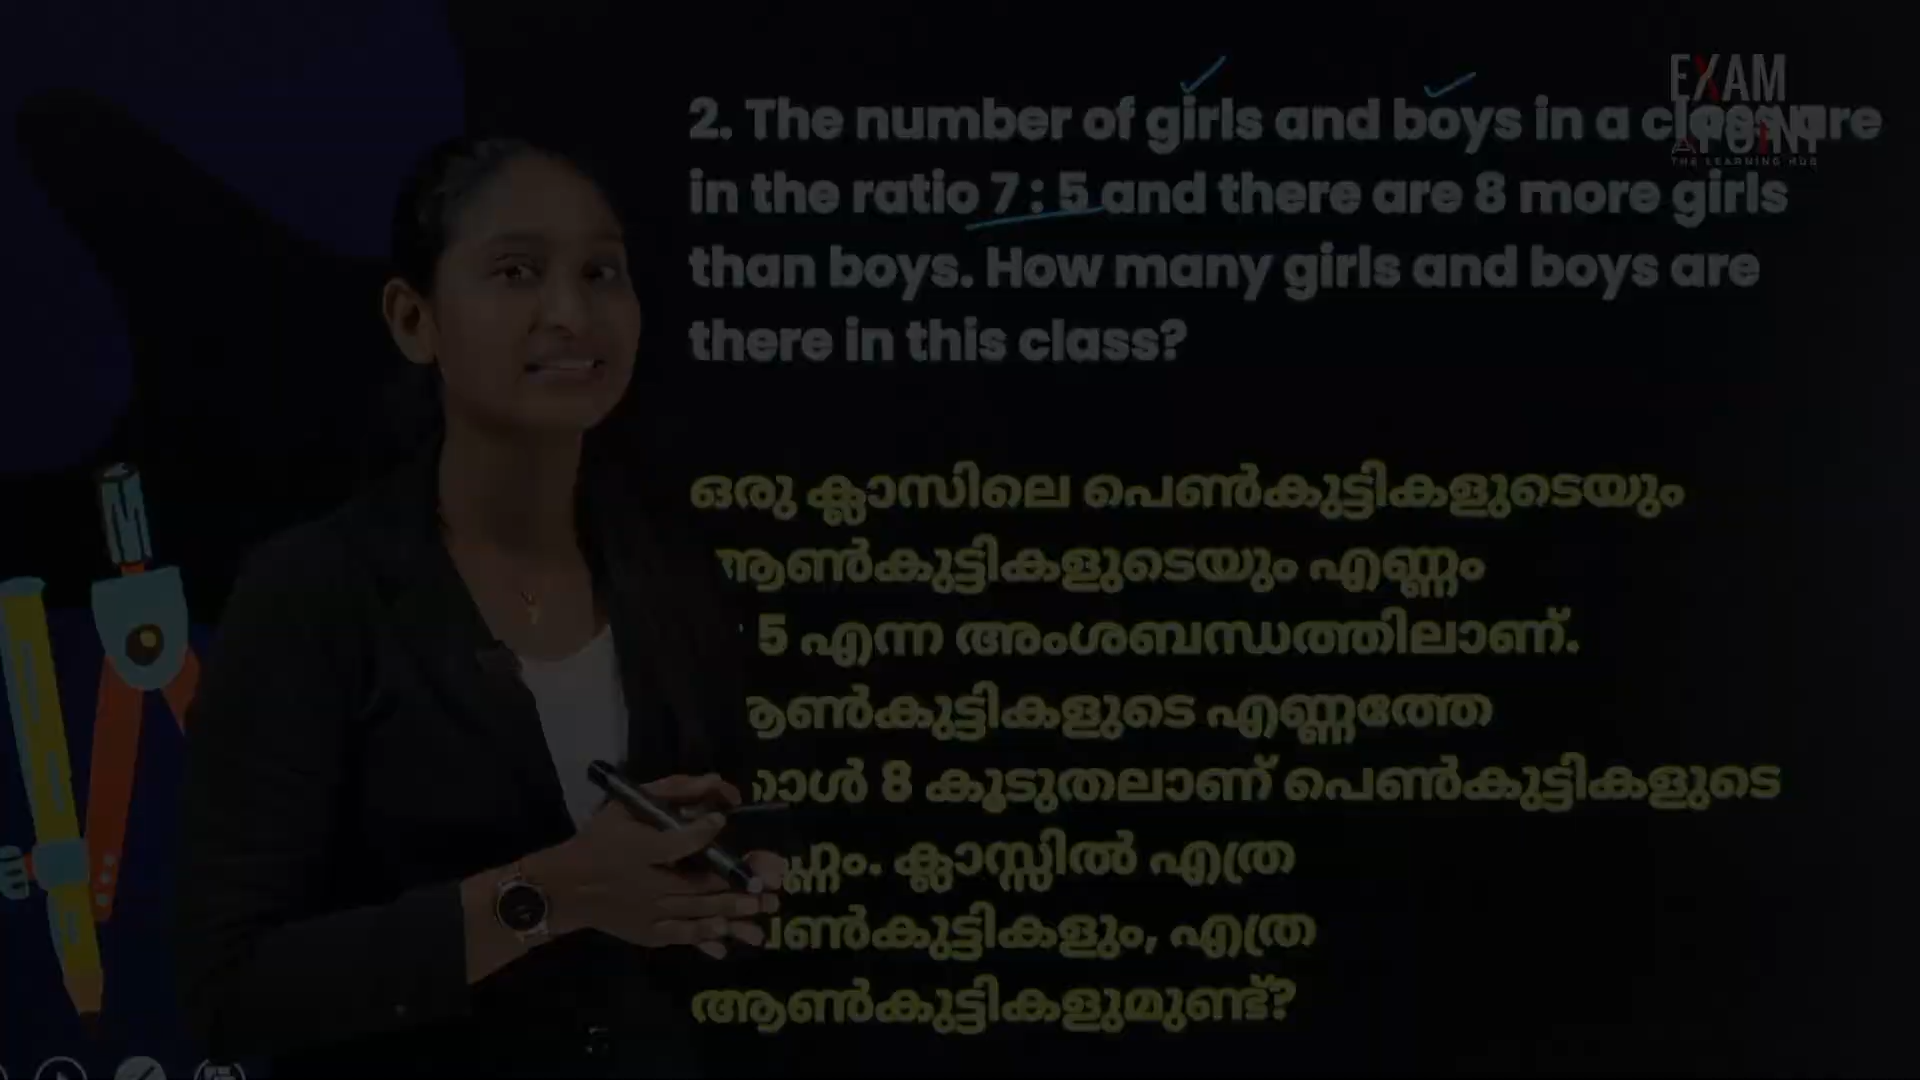 2. The number of girls and boys in a class are
in the ratio 7 : 5 and there are 8 more girls
than boys. How many girls and boys are
there in this class?
ഒരു ക്ലാസിലെ പെൺകുട്ടികളുടെയും
ആൺകുട്ടികളുടെയും എണ്ണം
5 എന്ന അംശബന്ധത്തിലാണ്.
ആൺകുട്ടികളുടെ എണ്ണത്തേ
8 കൂടുതലാണ് പെൺകുട്ടികളുടെ
ക്ലാസ്സിൽ എത്ര
എത്ര
ആൺകുട്ടികളുമുണ്ട്?
EXAM
POINT
THE LEARNING HUB